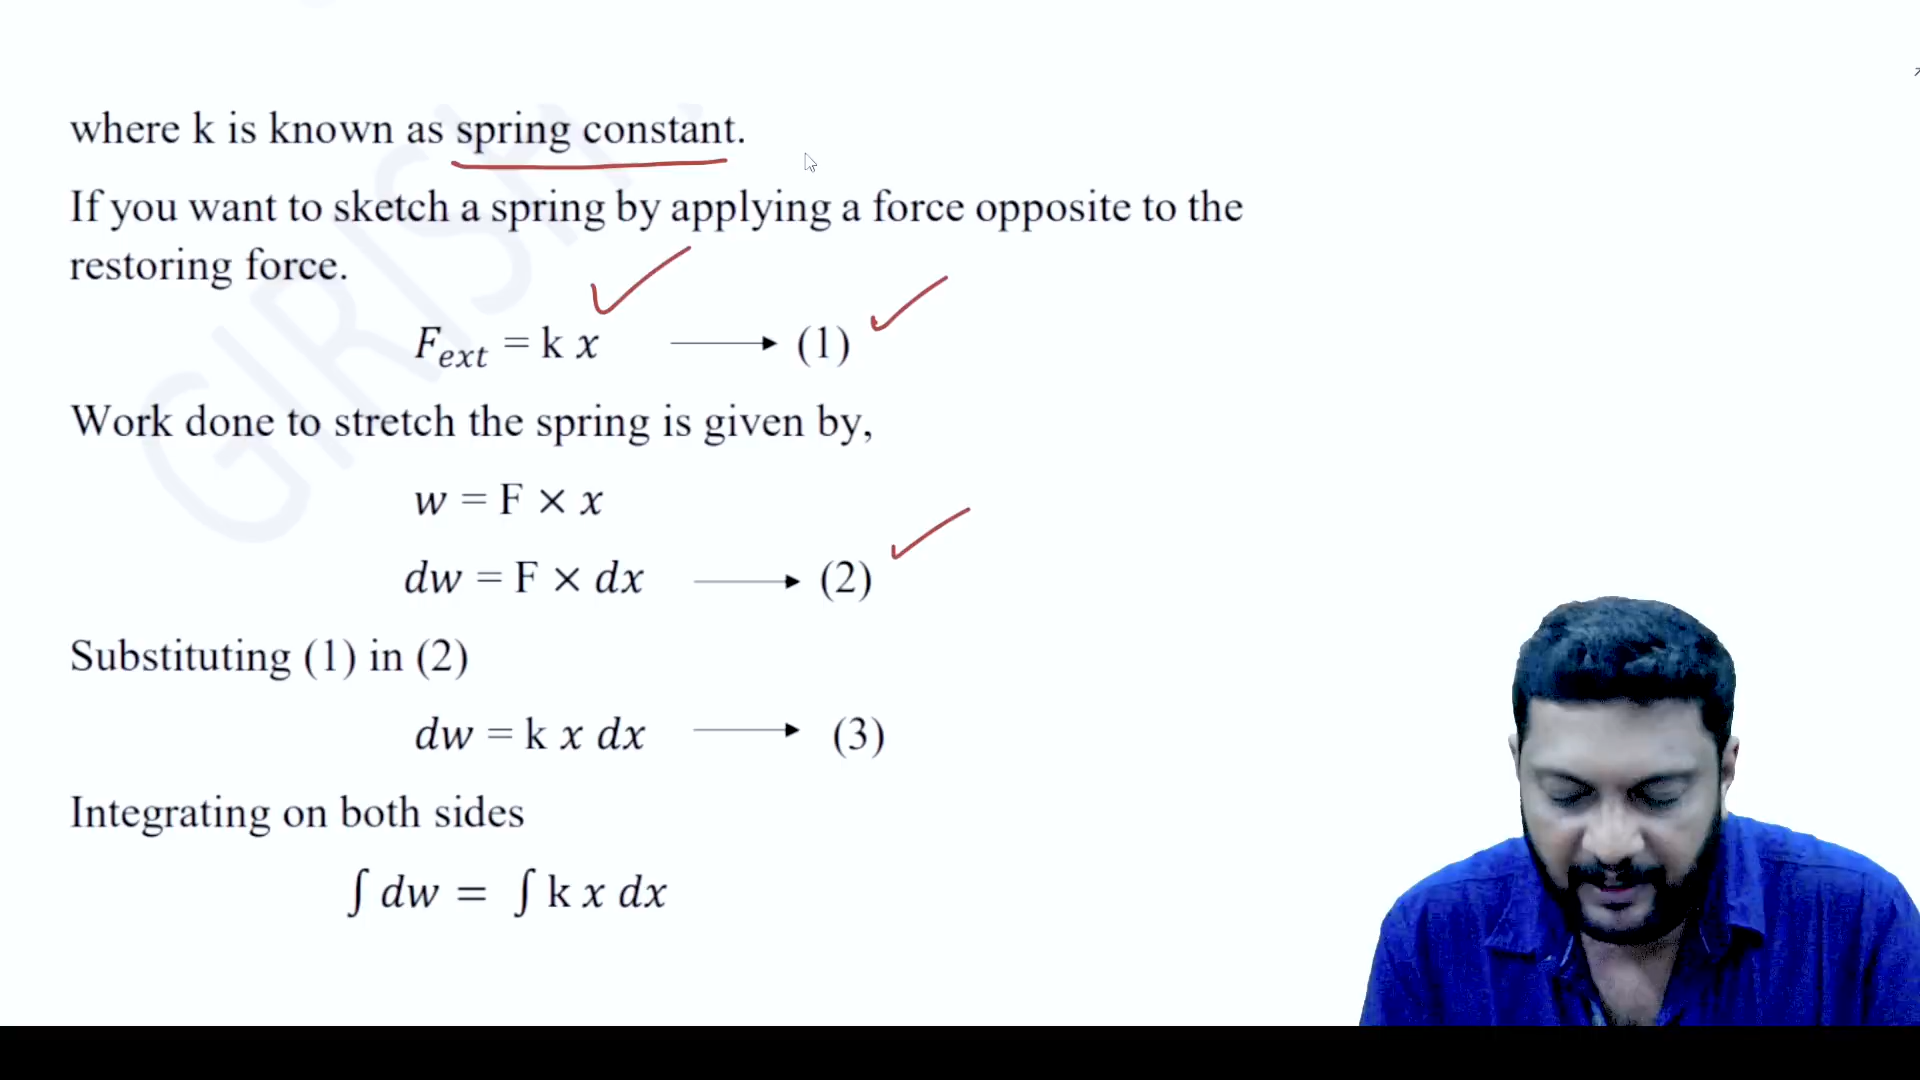 where k is known as spring constant.
If you want to sketch a spring by applying a force opposite to the
restoring force.
F_ext = k x ⟶ (1)
Work done to stretch the spring is given by,
w = F × x
dw = F × dx ⟶ (2)
Substituting (1) in (2)
dw = k x dx ⟶ (3)
Integrating on both sides
∫ dw = ∫ k x dx
GIRISH